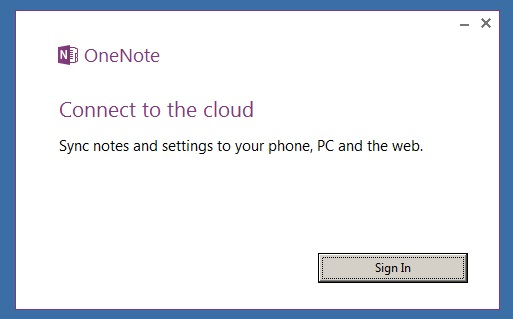 OneNote
Connect to the cloud
Sync notes and settings to your phone, PC and the web.
Sign In